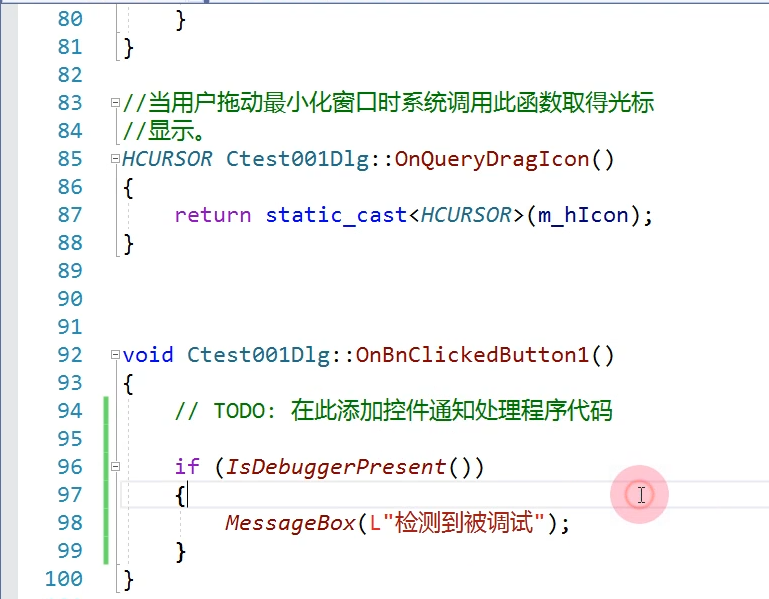 80 }
81 }
82
83 //当用户拖动最小化窗口时系统调用此函数取得光标
84 //显示。
85 HCURSOR Ctest001Dlg::OnQueryDragIcon()
86 {
87 return static_cast<HCURSOR>(m_hIcon);
88 }
89
90
91
92 void Ctest001Dlg::OnBnClickedButton1()
93 {
94 // TODO: 在此添加控件通知处理程序代码
95
96 if (IsDebuggerPresent())
97 {
98 MessageBox(L"检测到被调试");
99 }
100 }